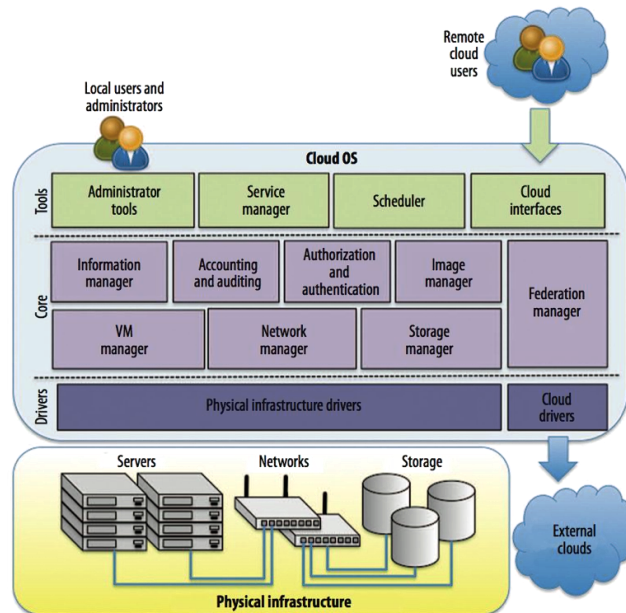 Remote
cloud
users
Local users and
administrators
Cloud OS
Tools
Administrator
tools
Service
manager
Scheduler
Cloud
interfaces
Core
Information
manager
Accounting
and auditing
Authorization
and
authentication
Image
manager
Federation
manager
VM
manager
Network
manager
Storage
manager
Drivers
Physical infrastructure drivers
Cloud
drivers
Servers
Networks
Storage
External
clouds
Physical infrastructure